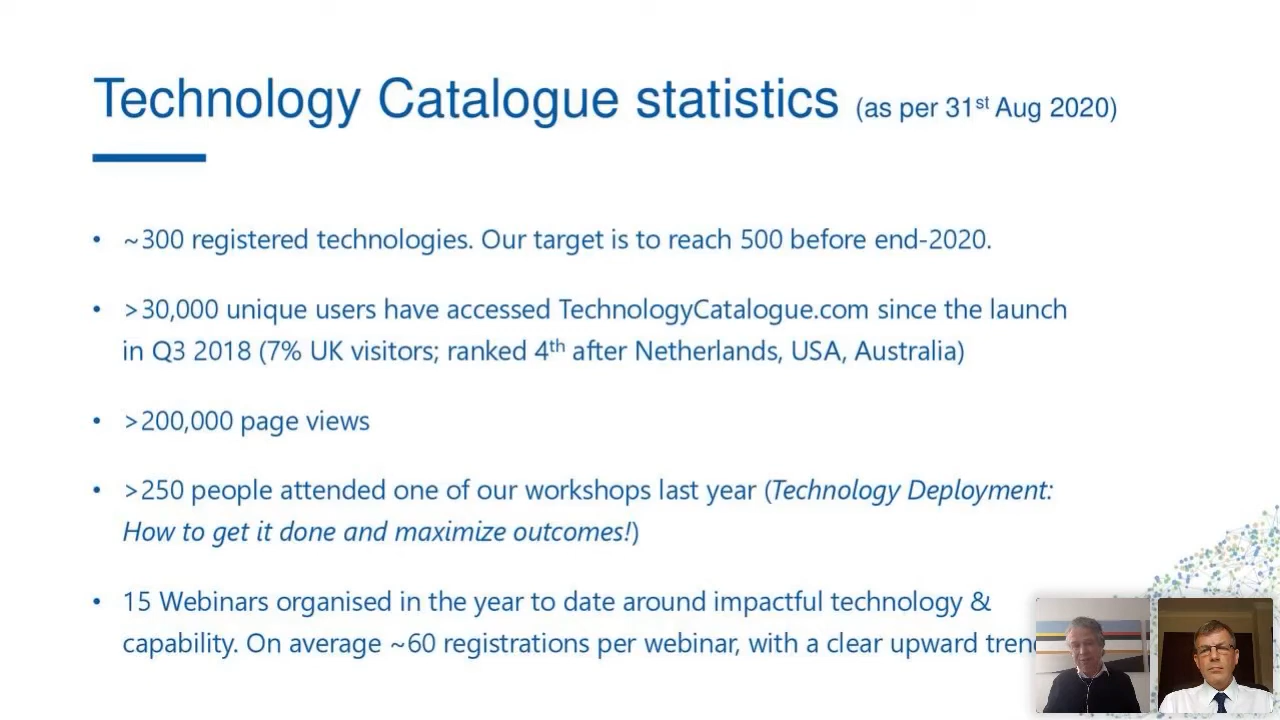 Technology Catalogue statistics (as per 31st Aug 2020)
• ~300 registered technologies. Our target is to reach 500 before end-2020.
• >30,000 unique users have accessed TechnologyCatalogue.com since the launch
in Q3 2018 (7% UK visitors; ranked 4th after Netherlands, USA, Australia)
• >200,000 page views
• >250 people attended one of our workshops last year (Technology Deployment:
How to get it done and maximize outcomes!)
• 15 Webinars organised in the year to date around impactful technology &
capability. On average ~60 registrations per webinar, with a clear upward